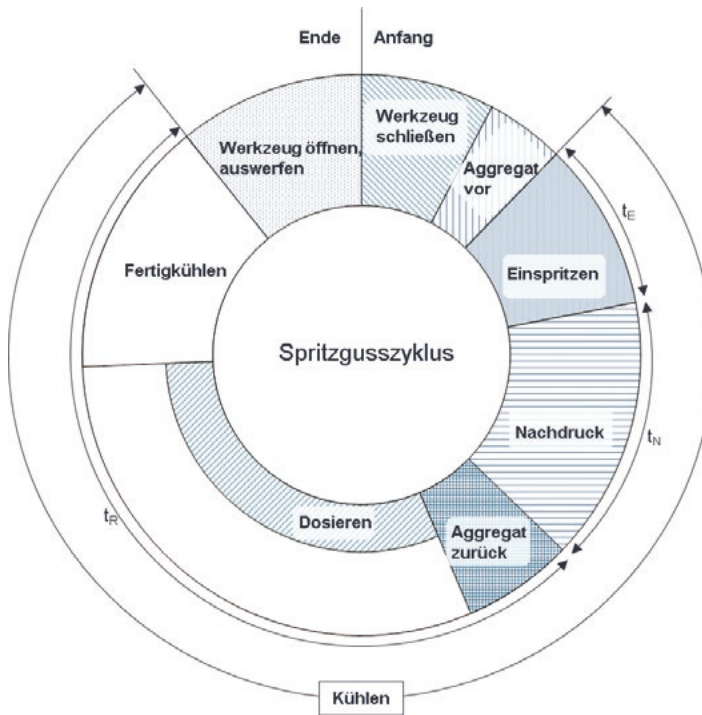 Ende
Anfang
Werkzeug
schließen
Aggregat
vor
Einspritzen
Nachdruck
Aggregat
zurück
Dosieren
Fertigkühlen
Werkzeug öffnen,
auswerfen
Spritzgusszyklus
tE
tN
tR
Kühlen